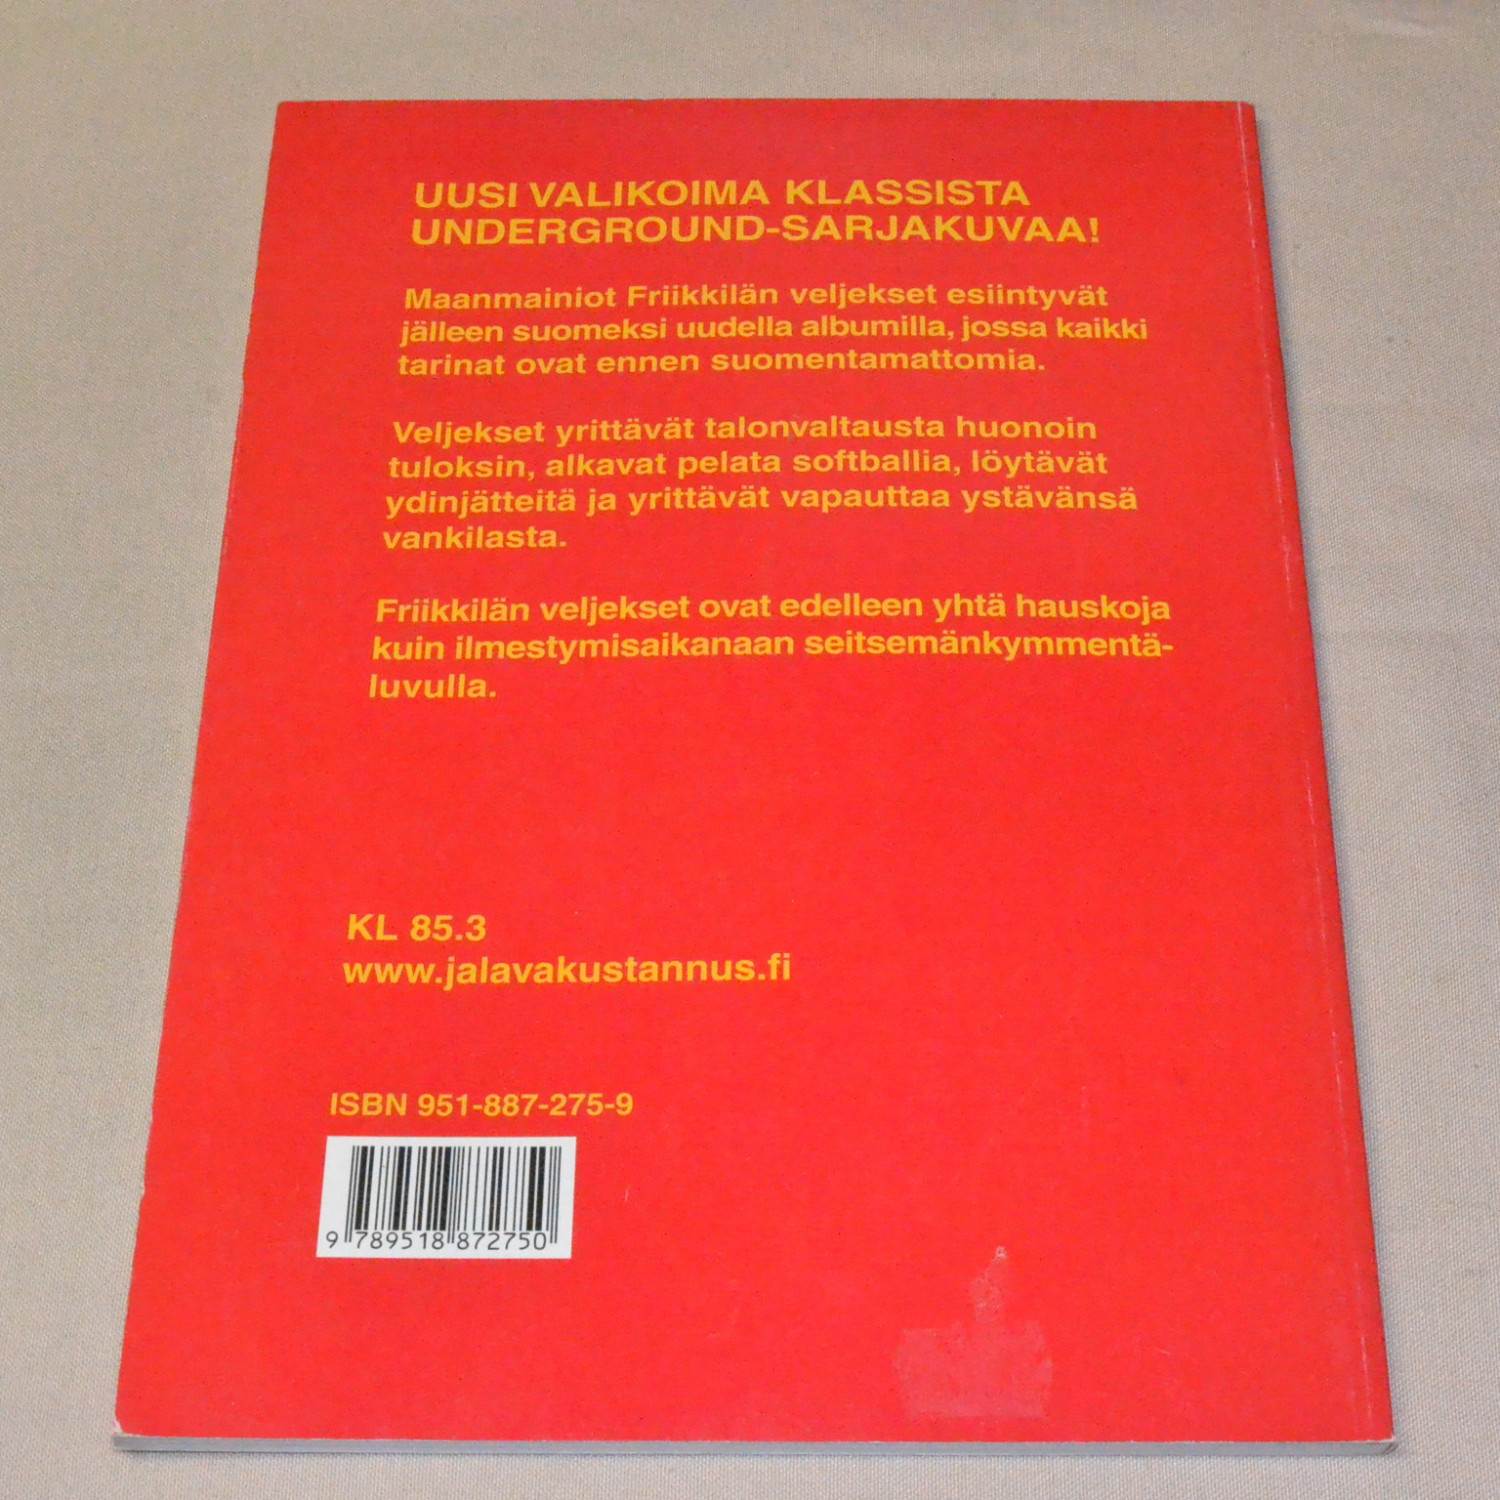 UUSI VALIKOIMA KLASSISTA
UNDERGROUND-SARJAKUVAA!
Maanmainiot Friikkilän veljekset esiintyvät
jälleen suomeksi uudella albumilla, jossa kaikki
tarinat ovat ennen suomentamattomia.
Veljekset yrittävät talonvaltausta huonoin
tuloksin, alkavat pelata softballia, löytävät
ydinjätteitä ja yrittävät vapauttaa ystävänsä
vankilasta.
Friikkilän veljekset ovat edelleen yhtä hauskoja
kuin ilmestymisaikanaan seitsemänkymmentä-
luvulla.
KL 85.3
www.jalavakustannus.fi
ISBN 951-887-275-9
9 789518 872750